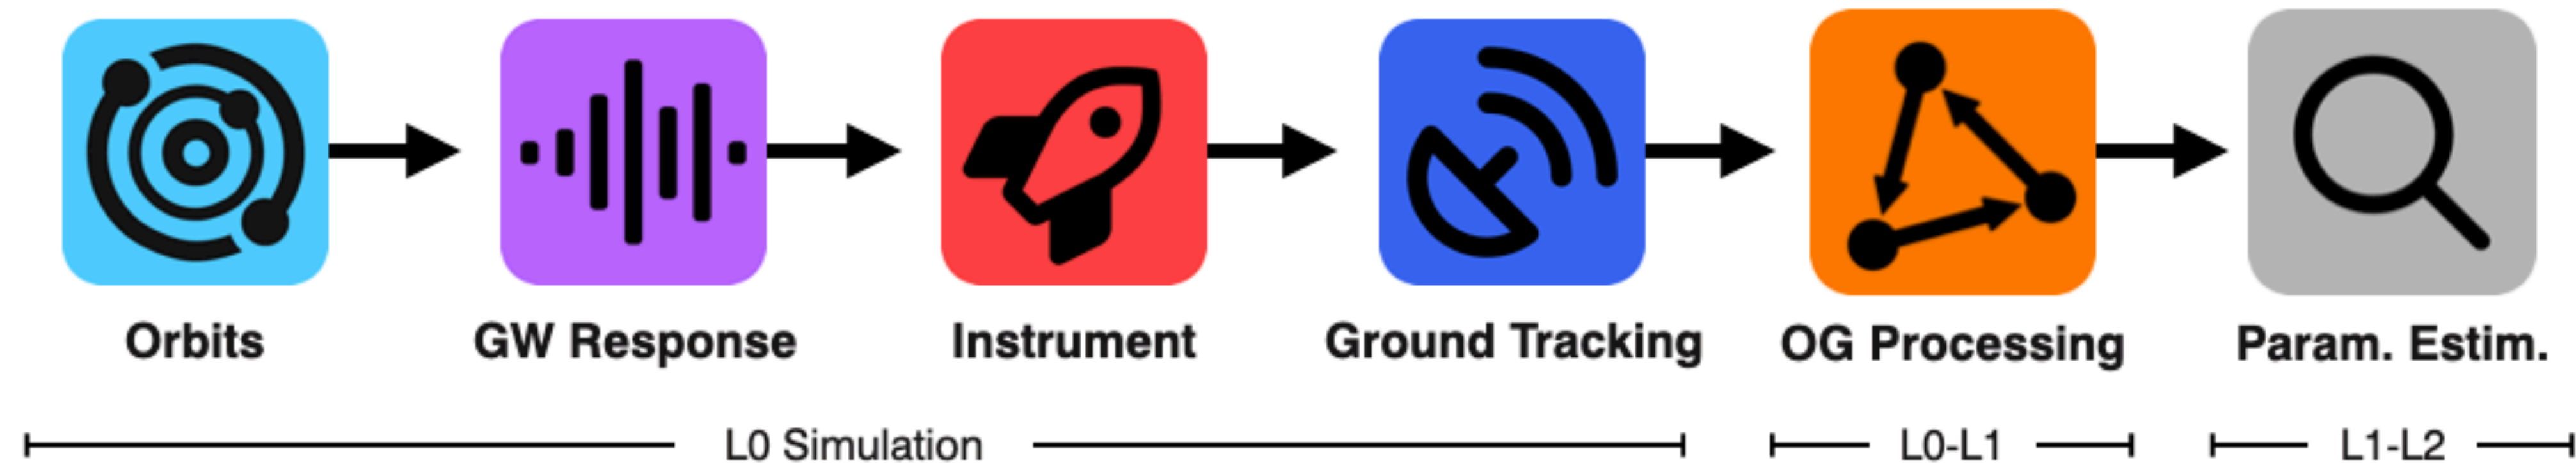 Orbits
GW Response
Instrument
Ground Tracking
OG Processing
Param. Estim.
L0 Simulation
L0-L1
L1-L2